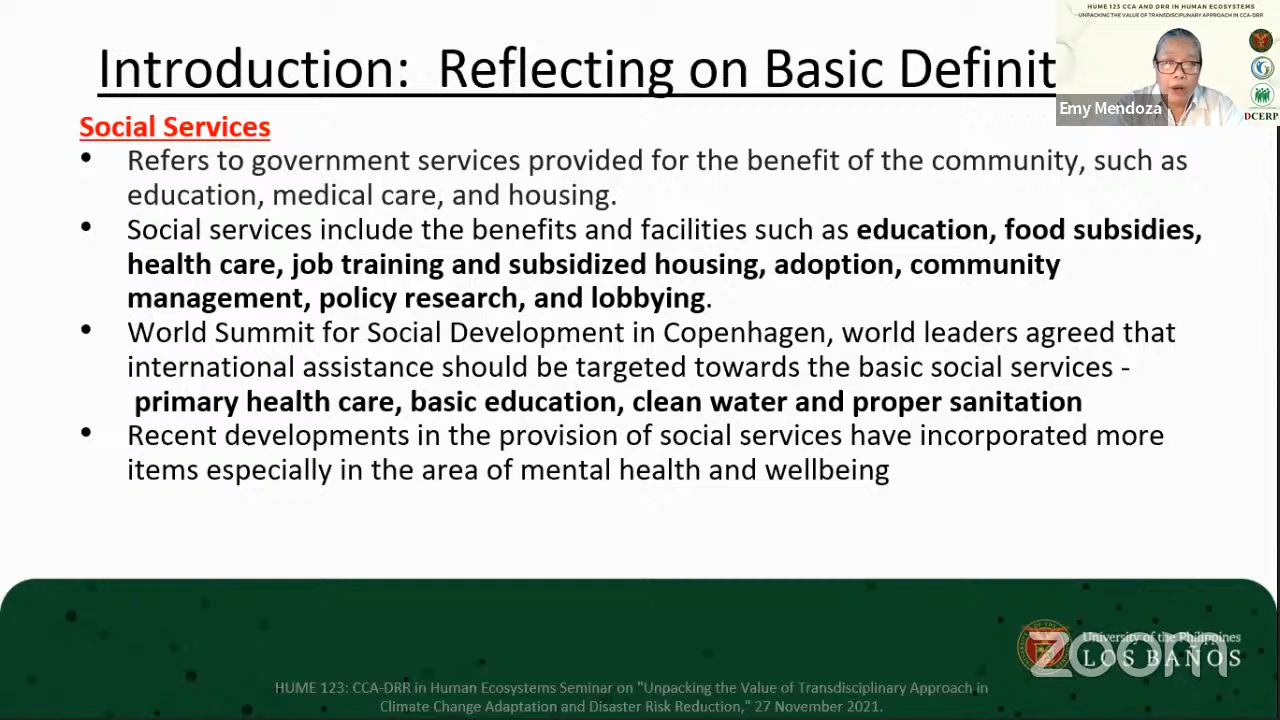 HUME 123 CCA AND DRR IN HUMAN ECOSYSTEMS
"UNPACKING THE VALUE OF TRANSDISCIPLINARY APPROACH IN CCA-DRR"
Introduction:  Reflecting on Basic Definit
Emy Mendoza
DCERP
Social Services
• Refers to government services provided for the benefit of the community, such as
education, medical care, and housing.
• Social services include the benefits and facilities such as education, food subsidies,
health care, job training and subsidized housing, adoption, community
management, policy research, and lobbying.
• World Summit for Social Development in Copenhagen, world leaders agreed that
international assistance should be targeted towards the basic social services -
primary health care, basic education, clean water and proper sanitation
• Recent developments in the provision of social services have incorporated more
items especially in the area of mental health and wellbeing
University of the Philippines
LOS BAÑOS
zoom
HUME 123: CCA-DRR in Human Ecosystems Seminar on "Unpacking the Value of Transdisciplinary Approach in
Climate Change Adaptation and Disaster Risk Reduction," 27 November 2021.